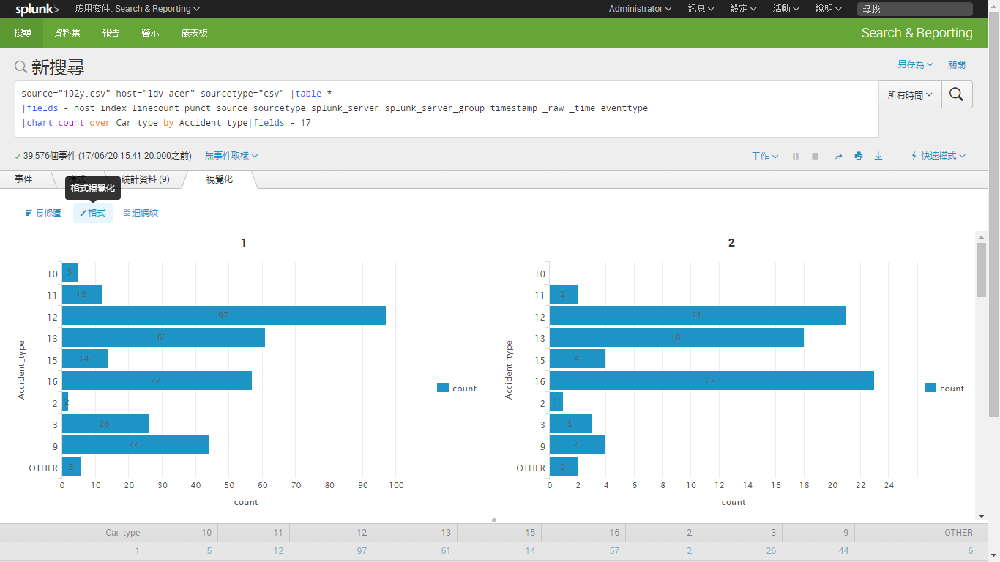 splunk> 應用套件: Search & Reporting Administrator 訊息 設定 活動 說明 尋找
搜尋 資料集 報告 警示 儀表板 Search & Reporting
新搜尋 另存為 關閉
source="102y.csv" host="ldv-acer" sourcetype="csv" |table *
|fields - host index linecount punct source sourcetype splunk_server splunk_server_group timestamp _raw _time eventtype
|chart count over Car_type by Accident_type|fields - 17
所有時間
39,576個事件 (17/06/20 15:41:20.000之前) 無事件取樣 工作 快速模式
事件 樣式 統計資料 (9) 視覺化
格式視覺化
長條圖 格式 細網紋
1
Accident_type
10 5
11 12
12 97
13 61
15 14
16 57
2 2
3 26
9 44
OTHER 6
0 10 20 30 40 50 60 70 80 90 100
count
count
2
Accident_type
10
11 2
12 21
13 18
15 4
16 23
2 1
3 3
9 4
OTHER 2
0 2 4 6 8 10 12 14 16 18 20 22 24
count
count
Car_type 10 11 12 13 15 16 2 3 9 OTHER
1 5 12 97 61 14 57 2 26 44 6